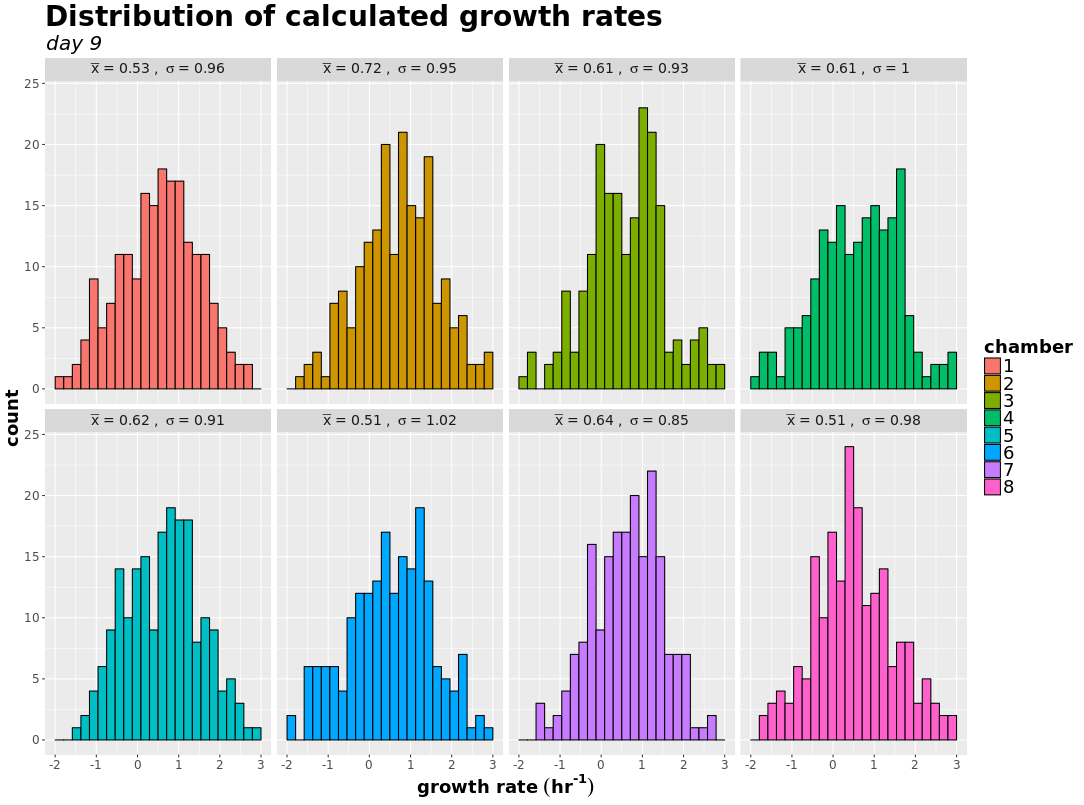 Distribution of calculated growth rates
day 9
x̅ = 0.53 , σ = 0.96
x̅ = 0.72 , σ = 0.95
x̅ = 0.61 , σ = 0.93
x̅ = 0.61 , σ = 1
25
20
15
10
5
0
x̅ = 0.62 , σ = 0.91
x̅ = 0.51 , σ = 1.02
x̅ = 0.64 , σ = 0.85
x̅ = 0.51 , σ = 0.98
25
20
15
10
5
0
-2 -1 0 1 2 3
-2 -1 0 1 2 3
-2 -1 0 1 2 3
-2 -1 0 1 2 3
growth rate (hr⁻¹)
count
chamber
1
2
3
4
5
6
7
8